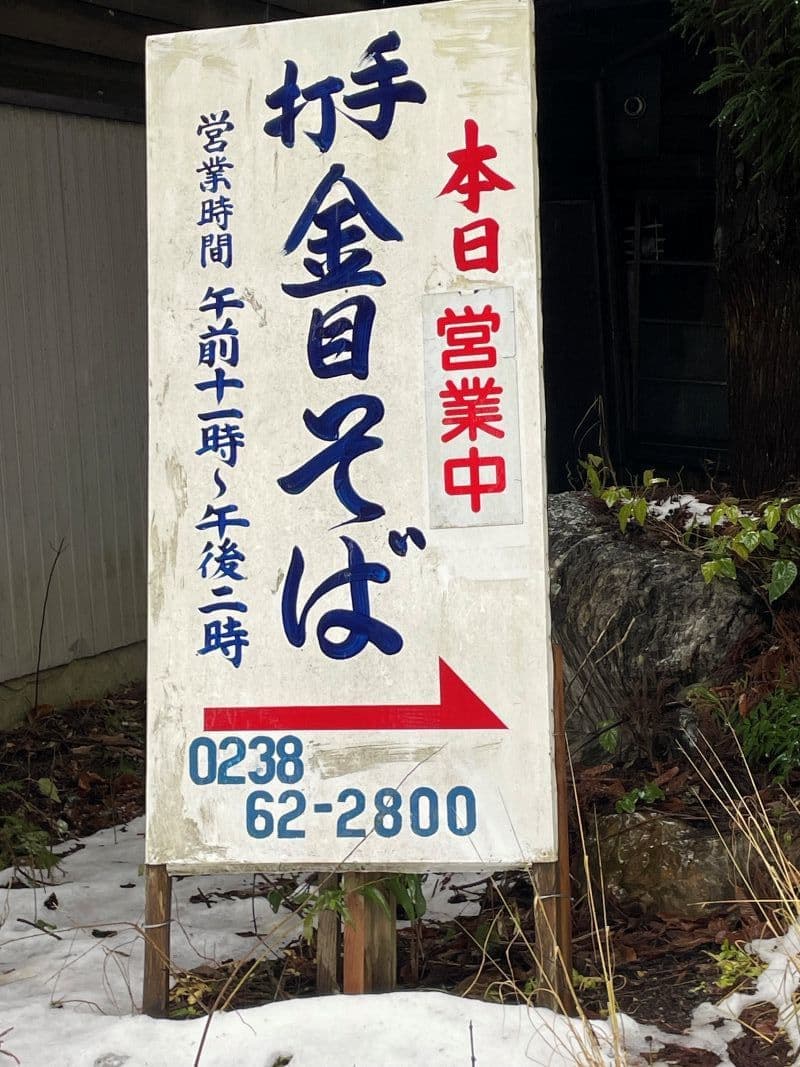 本日営業中
手打
金目そば
営業時間 午前十一時〜午後二時
0238
62-2800